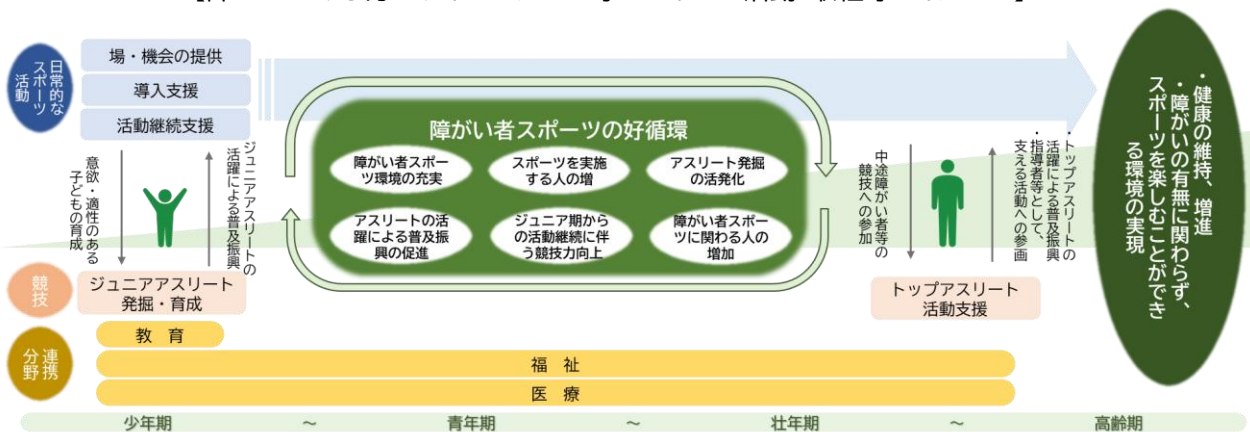 日常的な
スポーツ
活動
場・機会の提供
導入支援
活動継続支援
意欲・適性のある
子どもの育成
ジュニアアスリートの
活躍による普及振興
障がい者スポーツの好循環
障がい者スポー
ツ環境の充実
スポーツを実施
する人の増
アスリート発掘
の活発化
アスリートの活
躍による普及振
興の促進
ジュニア期から
の活動継続に伴
う競技力向上
障がい者スポー
ツに関わる人の
増加
中途障がい者等の
競技への参加
・トップアスリートの
活躍による普及振興
・指導者等として、
支える活動への参画
・健康の維持、増進
・障がいの有無に関わらず、
スポーツを楽しむことができ
る環境の実現
競技
ジュニアアスリート
発掘・育成
トップアスリート
活動支援
連携
分野
教 育
福 祉
医 療
少年期 ～ 青年期 ～ 壮年期 ～ 高齢期